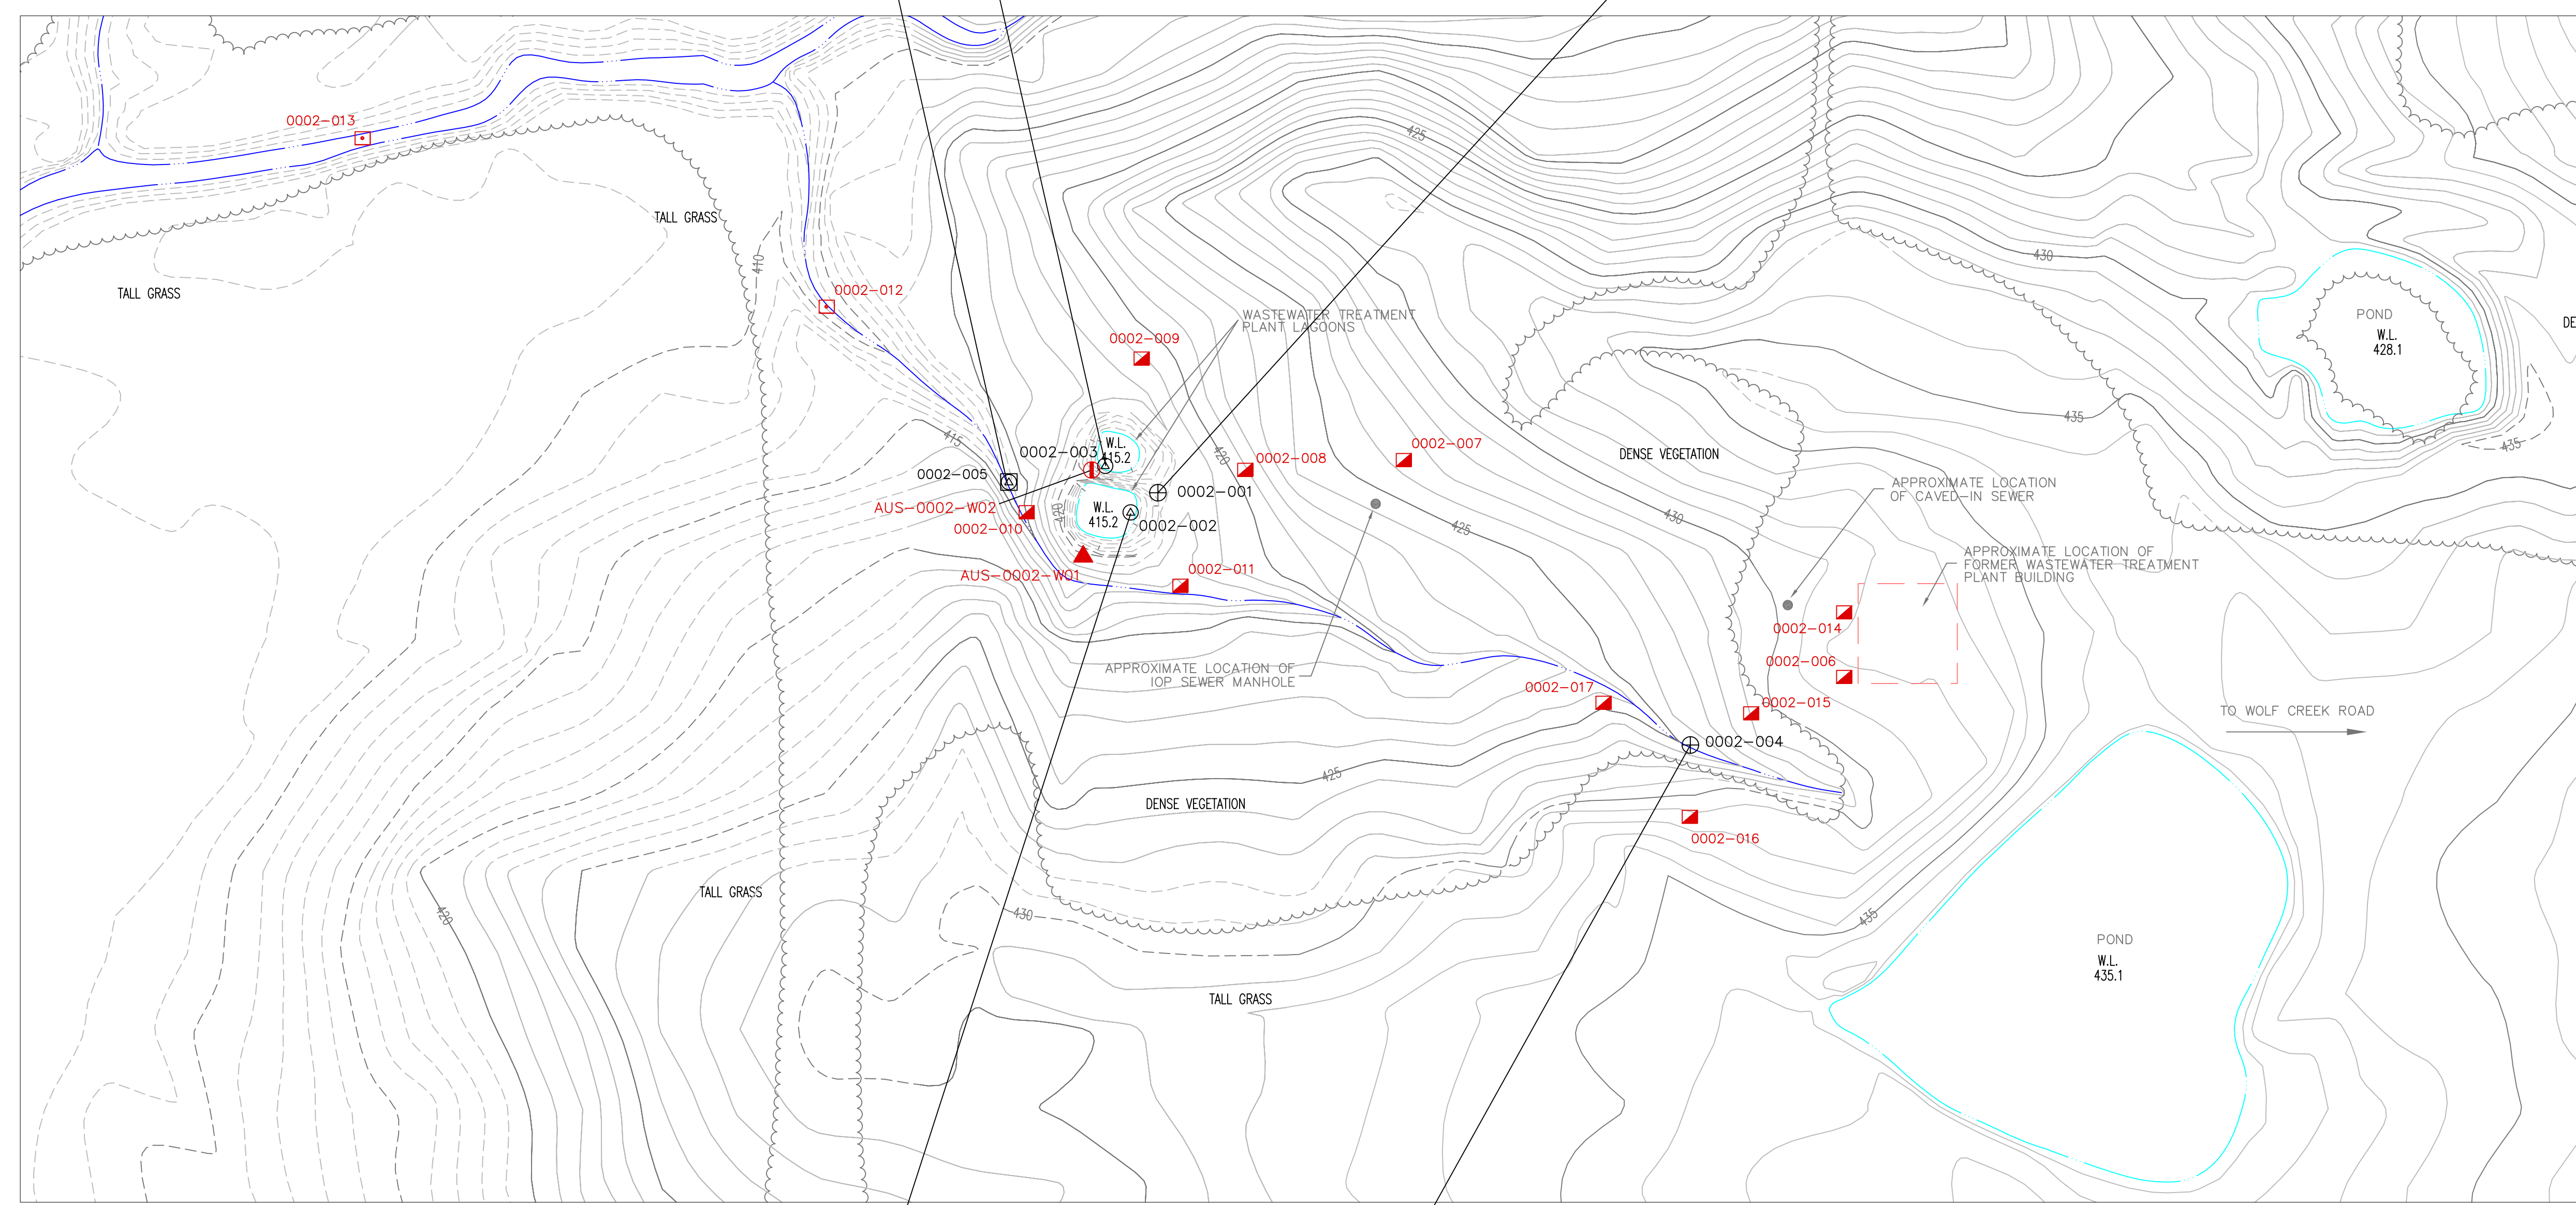 0002-013
425
TALL GRASS
410
430
TALL GRASS
0002-012
WASTEWATER TREATMENT
PLANT LAGOONS
POND
W.L.
428.1
DE
0002-009
435
415
0002-003
W.L.
415.2
420
0002-008
0002-007
DENSE VEGETATION
435
0002-005
0002-001
APPROXIMATE LOCATION
OF CAVED-IN SEWER
AUS-0002-W02
0002-010
420
W.L.
415.2
0002-002
425
430
APPROXIMATE LOCATION OF
FORMER WASTEWATER TREATMENT
PLANT BUILDING
AUS-0002-W01
0002-011
0002-014
APPROXIMATE LOCATION OF
IOP SEWER MANHOLE
0002-006
0002-017
0002-015
TO WOLF CREEK ROAD
0002-004
425
DENSE VEGETATION
0002-016
TALL GRASS
420
430
435
POND
W.L.
435.1
TALL GRASS